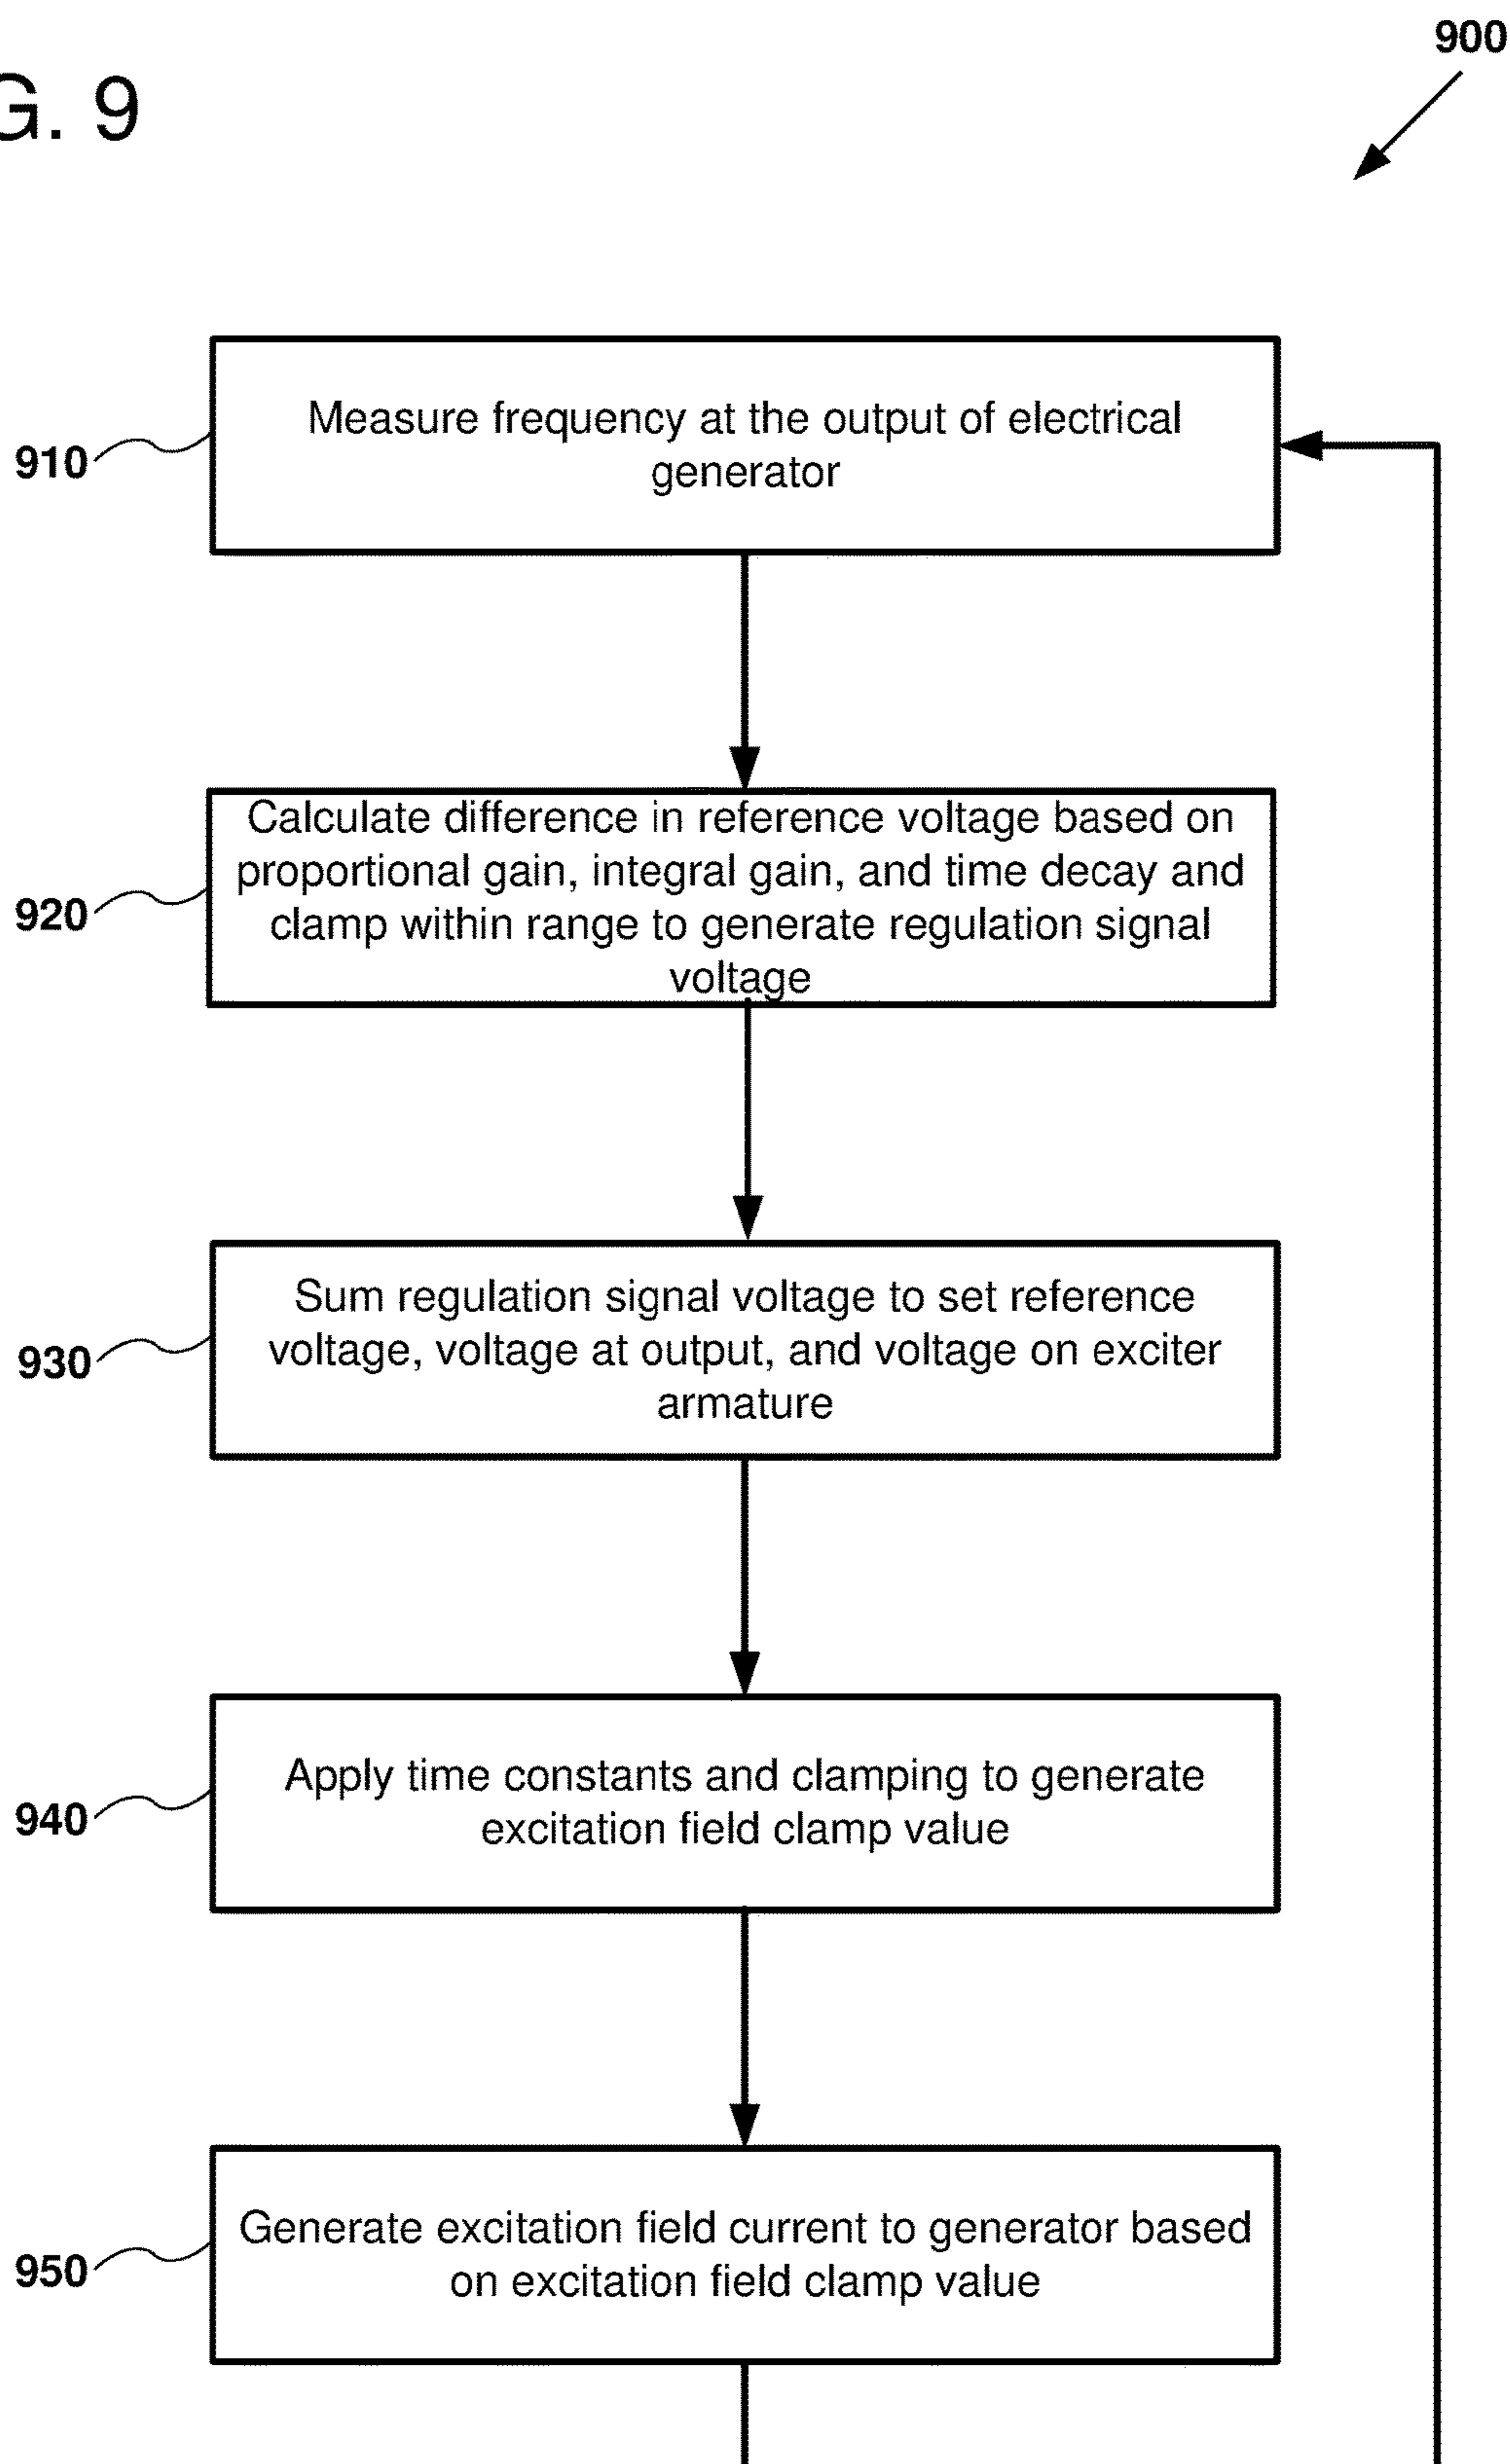 900
G. 9
Measure frequency at the output of electrical
generator
910
Calculate difference in reference voltage based on
proportional gain, integral gain, and time decay and
clamp within range to generate regulation signal
voltage
920
Sum regulation signal voltage to set reference
voltage, voltage at output, and voltage on exciter
armature
930
Apply time constants and clamping to generate
excitation field clamp value
940
Generate excitation field current to generator based
on excitation field clamp value
950